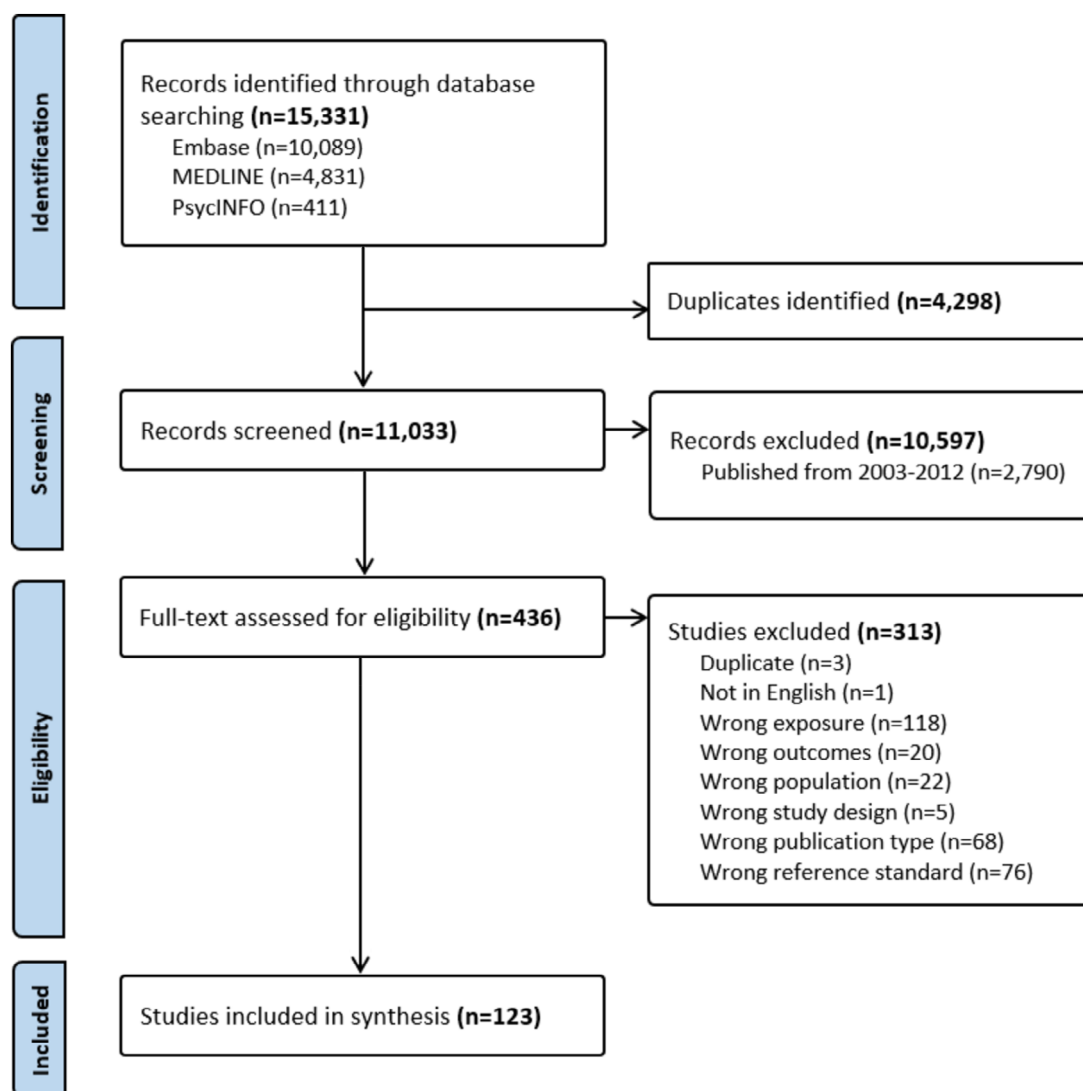 Identification
Records identified through database
searching (n=15,331)
Embase (n=10,089)
MEDLINE (n=4,831)
PsycINFO (n=411)
Duplicates identified (n=4,298)
Screening
Records screened (n=11,033)
Records excluded (n=10,597)
Published from 2003-2012 (n=2,790)
Eligibility
Full-text assessed for eligibility (n=436)
Studies excluded (n=313)
Duplicate (n=3)
Not in English (n=1)
Wrong exposure (n=118)
Wrong outcomes (n=20)
Wrong population (n=22)
Wrong study design (n=5)
Wrong publication type (n=68)
Wrong reference standard (n=76)
Included
Studies included in synthesis (n=123)